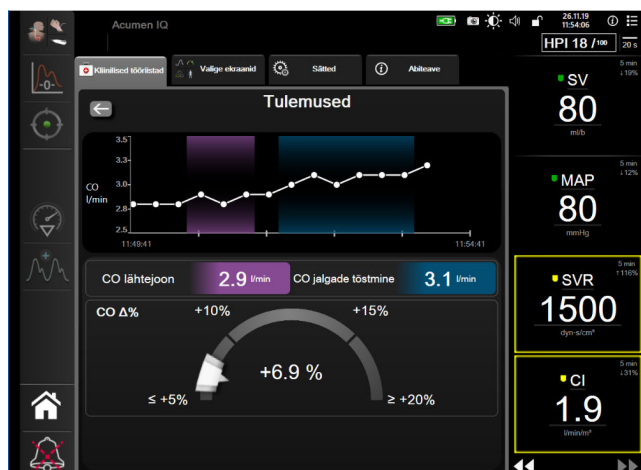 Acumen IQ
26.11.19
11:54:06
HPI 18 /100
20 s
Kliinilised tööriistad
Valige ekraanid
Sätted
Abiteave
Tulemused
3.5
3.3
CO
l/min
3.0
2.8
2.5
11:49:41
11:54:41
CO lähtejoon
2.9 l/min
CO jalgade tõstmine
3.1 l/min
CO Δ%
+10%
+15%
+6.9 %
≤ +5%
≥ +20%
5 min
↓19%
SV
80
ml/b
5 min
↓12%
MAP
80
mmHg
5 min
↑116%
SVR
1500
dyn-s/cm⁵
5 min
↓31%
CI
1.9
l/min/m²
-0-